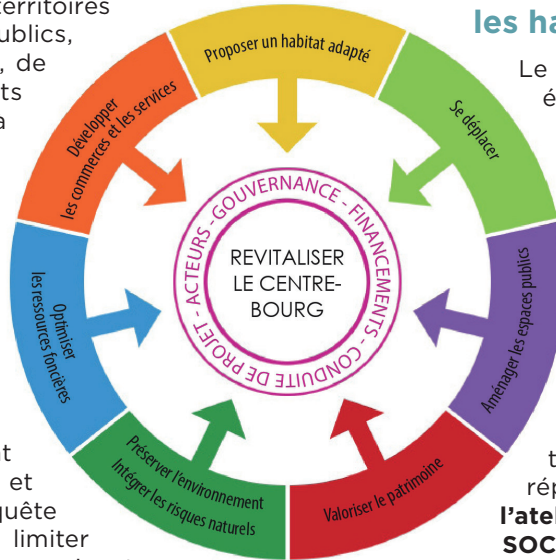 territoires
ublics,
, de
ts
a
nt
et
quête
limiter
les ha
Le
é
t
rép
l'atel
SOC
Proposer un habitat adapté
Se déplacer
Aménager les espaces publics
Valoriser le patrimoine
Préserver l'environnement
Intégrer les risques naturels
Optimiser
les ressources foncières
Développer
les commerces et les services
ACTEURS - GOUVERNANCE - FINANCEMENTS - CONDUITE DE PROJET -
REVITALISER
LE CENTRE-
BOURG